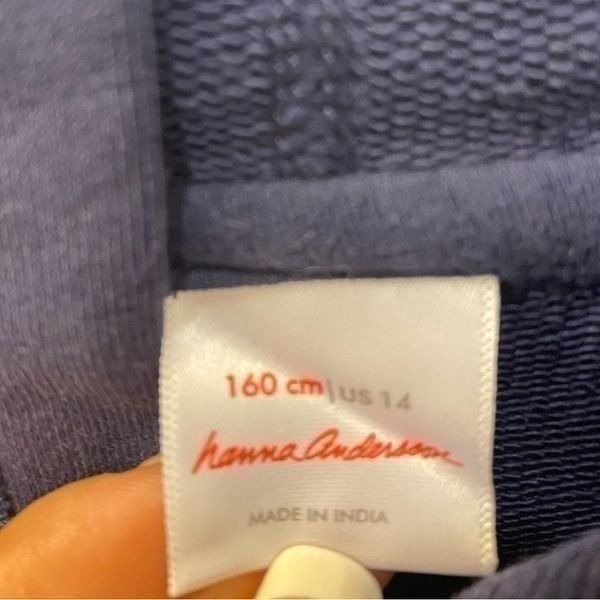 160 cm | US 14
hanna Andersson
MADE IN INDIA